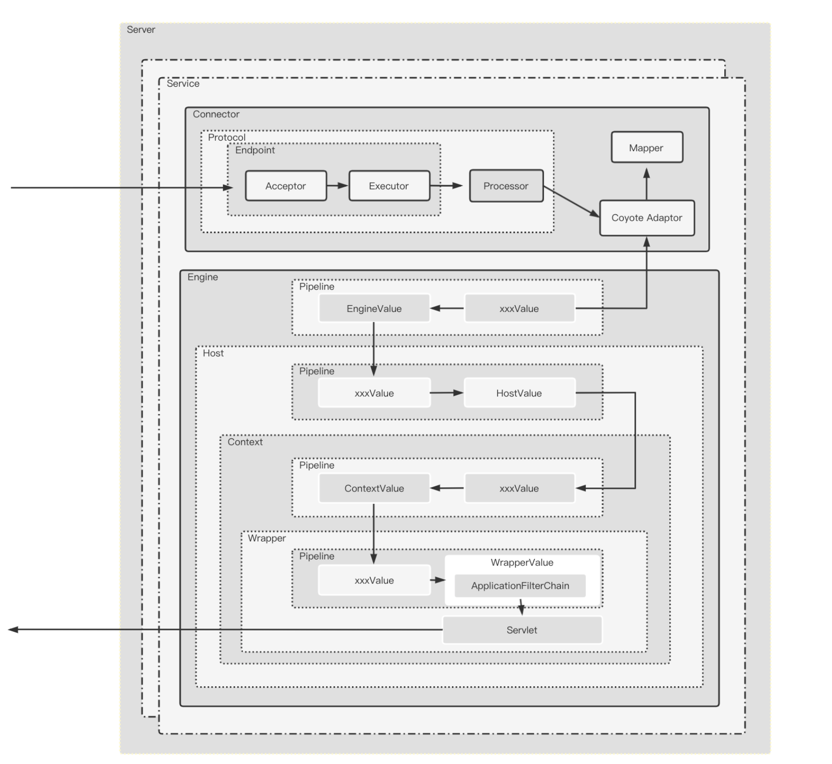 Server
Service
Connector
Protocol
Endpoint
Acceptor
Executor
Processor
Mapper
Coyote Adaptor
Engine
Pipeline
EngineValue
xxxValue
Host
Pipeline
xxxValue
HostValue
Context
Pipeline
ContextValue
xxxValue
Wrapper
Pipeline
xxxValue
WrapperValue
ApplicationFilterChain
Servlet